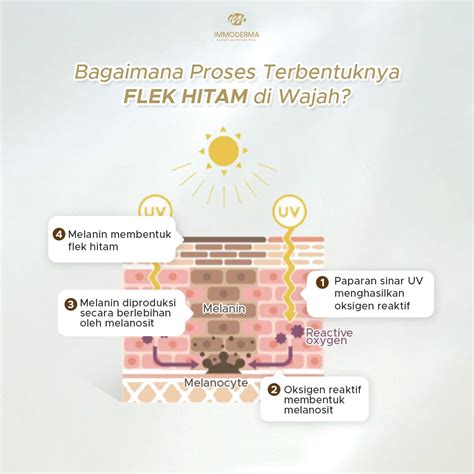 IMMODERMA
Bagaimana Proses Terbentuknya
FLEK HITAM di Wajah?
UV
UV
4 Melanin membentuk
flek hitam
1 Paparan sinar UV
menghasilkan
oksigen reaktif
3 Melanin diproduksi
secara berlebihan
oleh melanosit
Melanin
Reactive
oxygen
Melanocyte
2 Oksigen reaktif
membentuk
melanosit